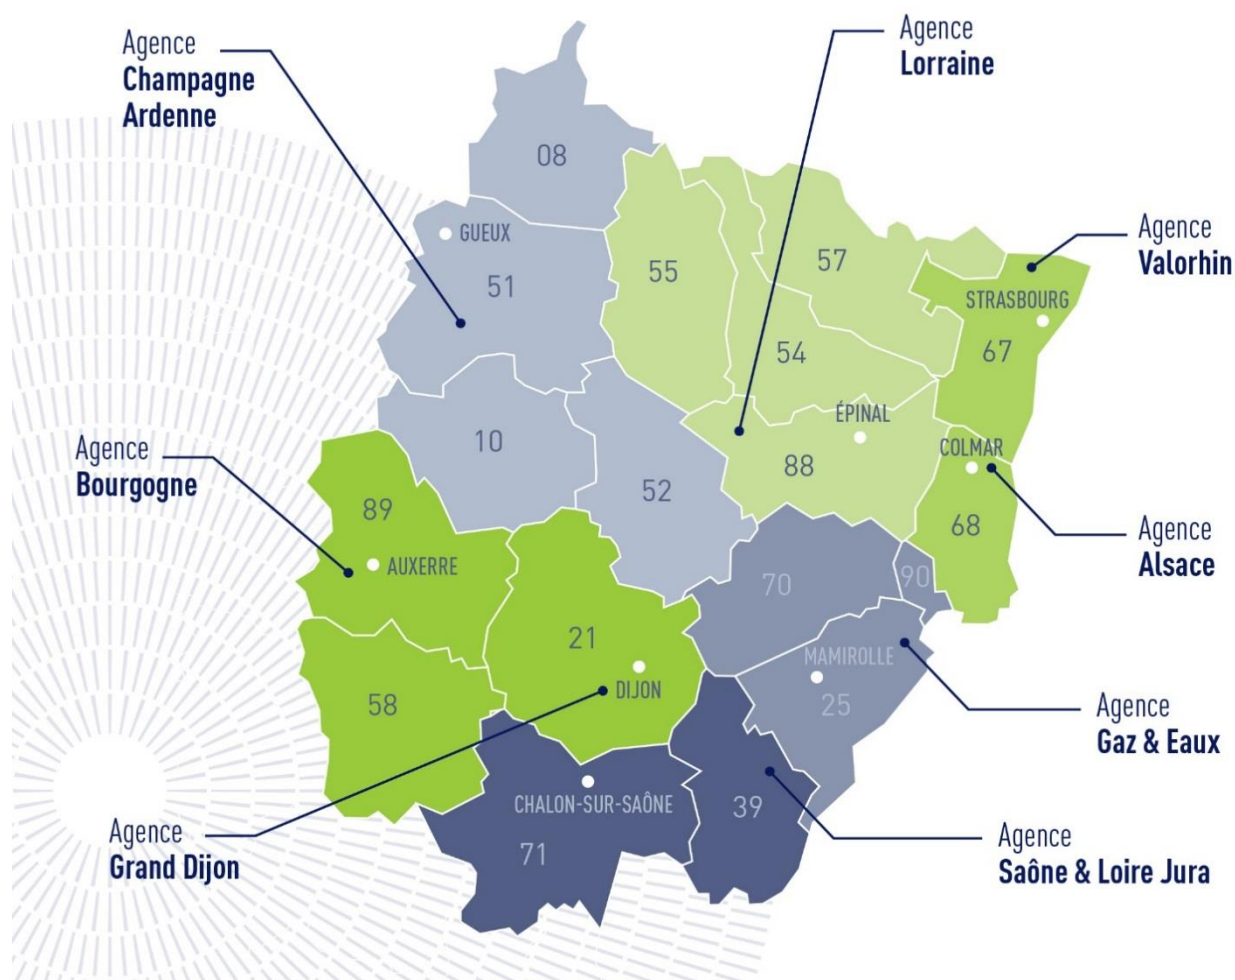 Agence
Champagne
Ardenne
Agence
Lorraine
08
GUEUX
51
55
57
Agence
Valorhin
STRASBOURG
67
54
ÉPINAL
88
COLMAR
68
10
52
Agence
Bourgogne
89
AUXERRE
Agence
Alsace
70
90
21
DIJON
MAMIROLLE
25
58
Agence
Gaz & Eaux
CHALON-SUR-SAÔNE
71
39
Agence
Grand Dijon
Agence
Saône & Loire Jura